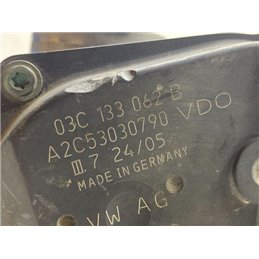 03C 133 062 B
A2C53030790 VDO
III 7 24/05
MADE IN GERMANY
VW AG